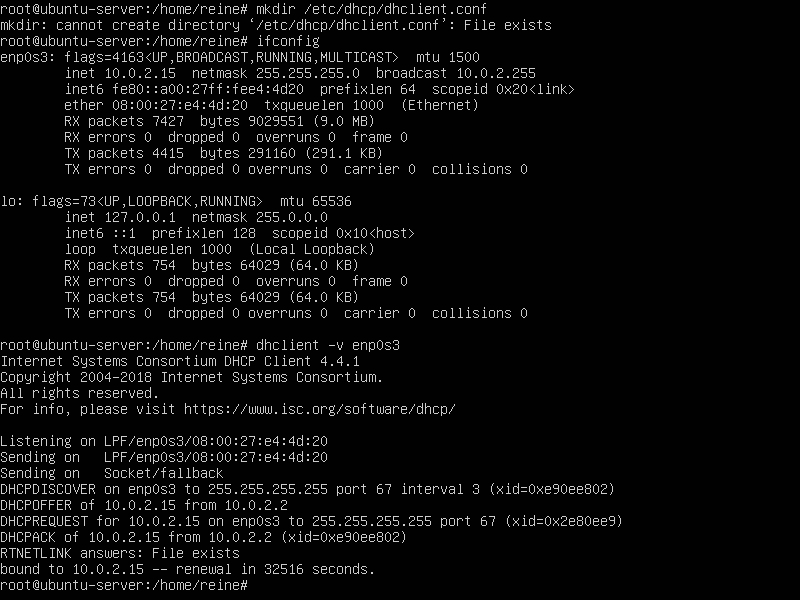 root@ubuntu-server:/home/reine# mkdir /etc/dhcp/dhclient.conf
mkdir: cannot create directory ‘/etc/dhcp/dhclient.conf’: File exists
root@ubuntu-server:/home/reine# ifconfig
enp0s3: flags=4163<UP,BROADCAST,RUNNING,MULTICAST>  mtu 1500
        inet 10.0.2.15  netmask 255.255.255.0  broadcast 10.0.2.255
        inet6 fe80::a00:27ff:fee4:4d20  prefixlen 64  scopeid 0x20<link>
        ether 08:00:27:e4:4d:20  txqueuelen 1000  (Ethernet)
        RX packets 7427  bytes 9029551 (9.0 MB)
        RX errors 0  dropped 0  overruns 0  frame 0
        TX packets 4415  bytes 291160 (291.1 KB)
        TX errors 0  dropped 0 overruns 0  carrier 0  collisions 0

lo: flags=73<UP,LOOPBACK,RUNNING>  mtu 65536
        inet 127.0.0.1  netmask 255.0.0.0
        inet6 ::1  prefixlen 128  scopeid 0x10<host>
        loop  txqueuelen 1000  (Local Loopback)
        RX packets 754  bytes 64029 (64.0 KB)
        RX errors 0  dropped 0  overruns 0  frame 0
        TX packets 754  bytes 64029 (64.0 KB)
        TX errors 0  dropped 0 overruns 0  carrier 0  collisions 0

root@ubuntu-server:/home/reine# dhclient -v enp0s3
Internet Systems Consortium DHCP Client 4.4.1
Copyright 2004-2018 Internet Systems Consortium.
All rights reserved.
For info, please visit https://www.isc.org/software/dhcp/

Listening on LPF/enp0s3/08:00:27:e4:4d:20
Sending on   LPF/enp0s3/08:00:27:e4:4d:20
Sending on   Socket/fallback
DHCPDISCOVER on enp0s3 to 255.255.255.255 port 67 interval 3 (xid=0xe90ee802)
DHCPOFFER of 10.0.2.15 from 10.0.2.2
DHCPREQUEST for 10.0.2.15 on enp0s3 to 255.255.255.255 port 67 (xid=0x2e80ee9)
DHCPACK of 10.0.2.15 from 10.0.2.2 (xid=0xe90ee802)
RTNETLINK answers: File exists
bound to 10.0.2.15 -- renewal in 32516 seconds.
root@ubuntu-server:/home/reine#